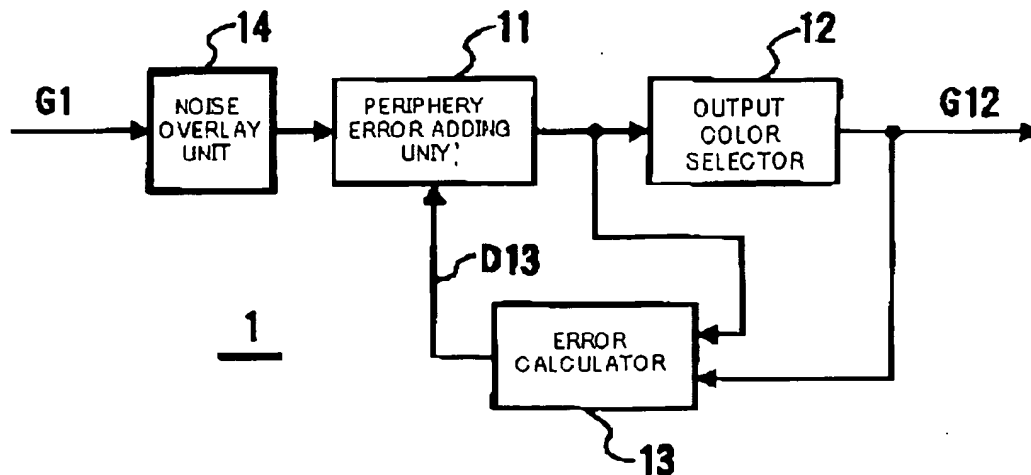 14
11
12
G1
NOISE
OVERLAY
UNIT
PERIPHERY
ERROR ADDING
UNIY'
OUTPUT
COLOR
SELECTOR
G12
D13
1
ERROR
CALCULATOR
13